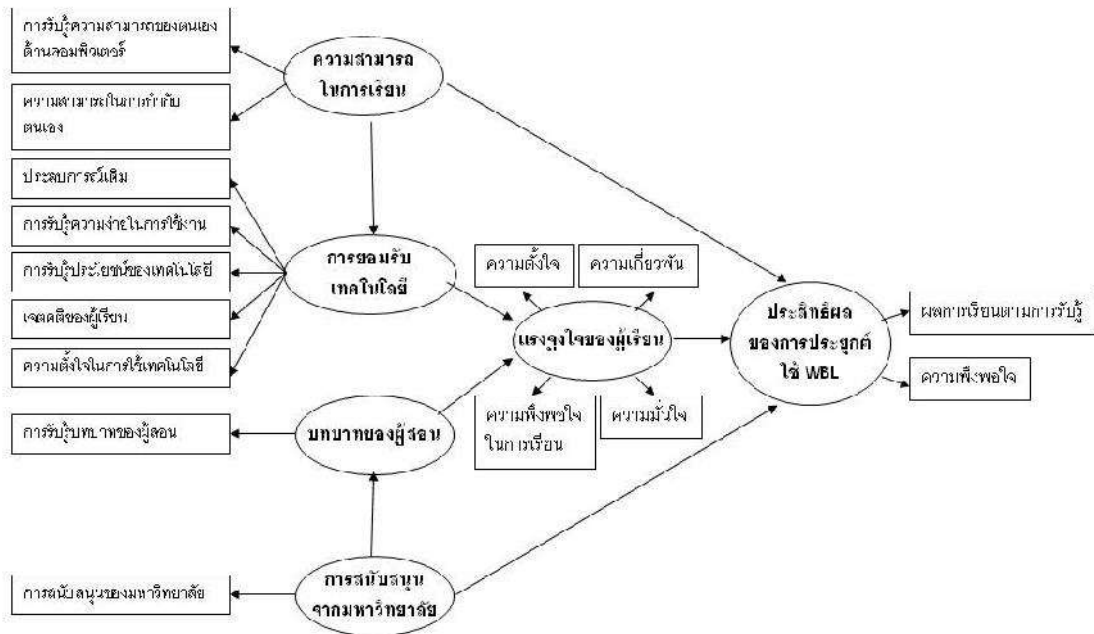 การรับรู้ความสามารถของตนเอง
ด้านคอมพิวเตอร์
ความสามารถในการกำกับ
ตนเอง
ประสบการณ์เดิม
การรับรู้ความง่ายในการใช้งาน
การรับรู้ประโยชน์ของเทคโนโลยี
เจตคติของผู้เรียน
ความตั้งใจในการใช้เทคโนโลยี
การรับรู้บทบาทของผู้สอน
การสนับสนุนของมหาวิทยาลัย
ความสามารถ
ในการเรียน
การยอมรับ
เทคโนโลยี
บทบาทของผู้สอน
การสนับสนุน
จากมหาวิทยาลัย
ความตั้งใจ
ความเกี่ยวพัน
แรงจูงใจของผู้เรียน
ความพึงพอใจ
ในการเรียน
ความมั่นใจ
ประสิทธิผล
ของการประยุกต์
ใช้ WBL
ผลการเรียนตามการรับรู้
ความพึงพอใจ